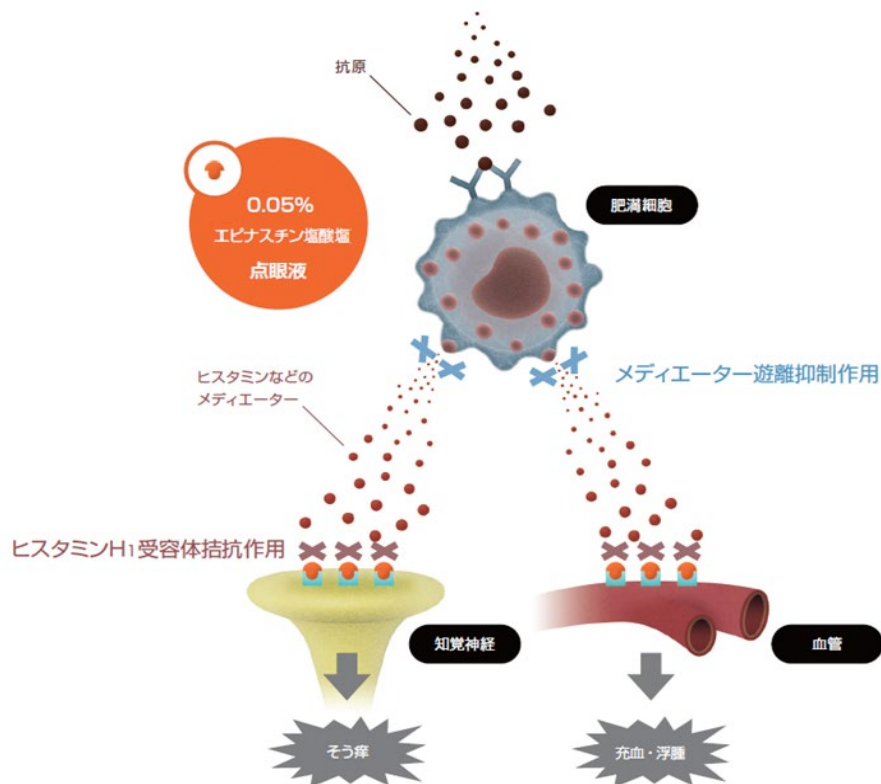 抗原
0.05%
エピナスチン塩酸塩
点眼液
肥満細胞
ヒスタミンなどの
メディエーター
メディエーター遊離抑制作用
ヒスタミンH1受容体拮抗作用
知覚神経
血管
そう痒
充血・浮腫